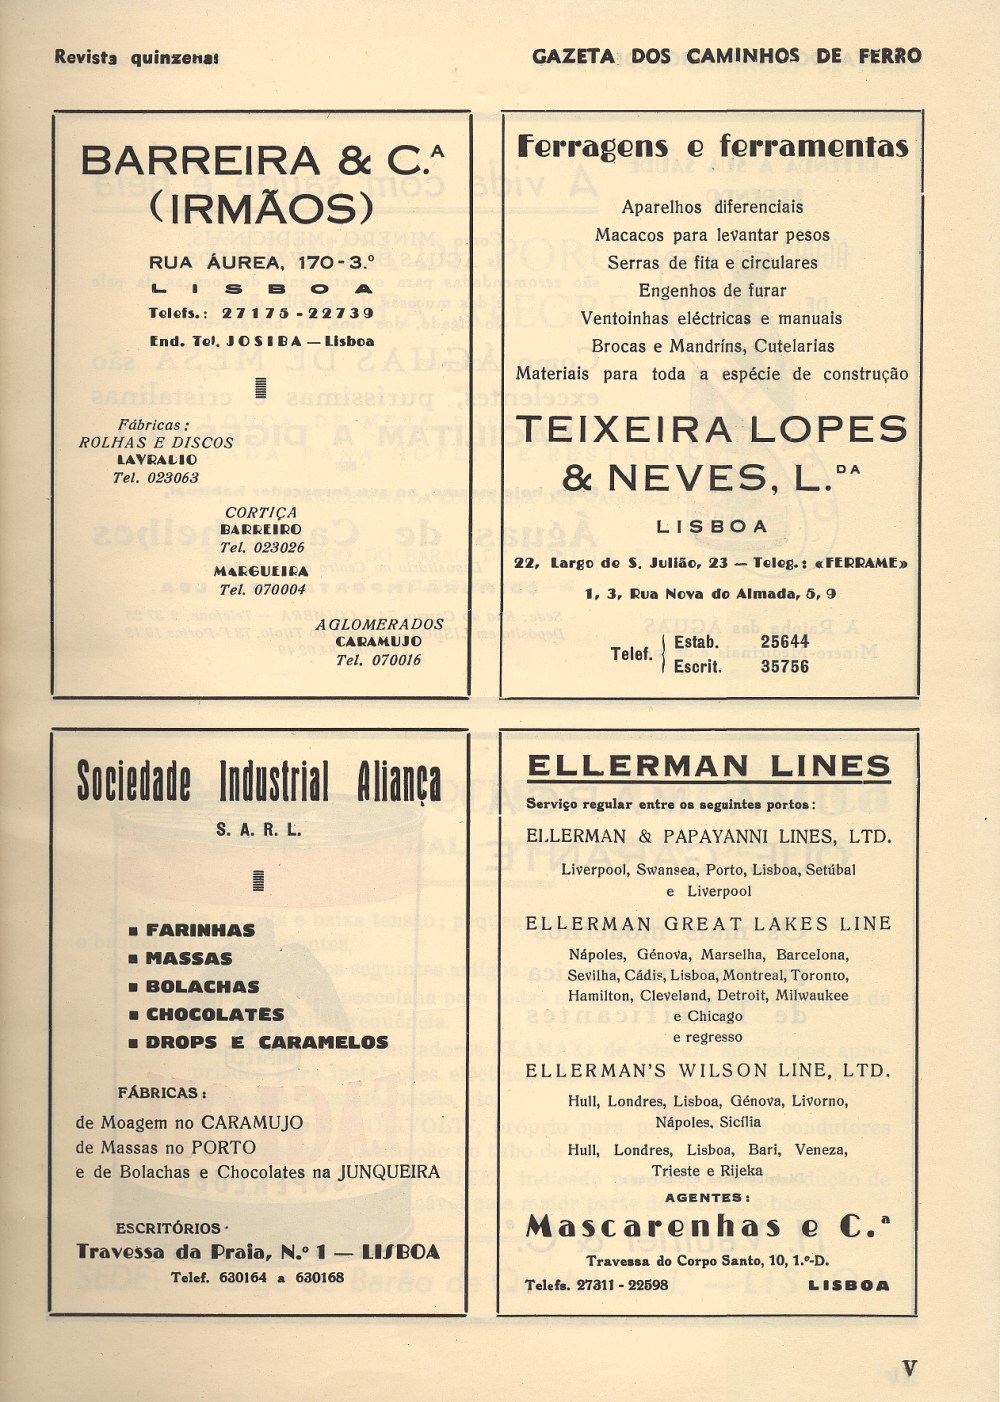 Revista quinzenal
GAZETA DOS CAMINHOS DE FERRO
BARREIRA & C.A
(IRMÃOS)
RUA ÁUREA, 170-3.º
LISBOA
Telefs.: 27175-22739
End. Tel. JOSIBA — Lisboa
Fábricas:
ROLHAS E DISCOS
LAVRADIO
Tel. 023063
CORTIÇA
BARREIRO
Tel. 023026
MARGUEIRA
Tel. 070004
AGLOMERADOS
CARAMUJO
Tel. 070016
Ferragens e ferramentas
Aparelhos diferenciais
Macacos para levantar pesos
Serras de fita e circulares
Engenhos de furar
Ventoinhas eléctricas e manuais
Brocas e Mandrins, Cutelarias
Materiais para toda a espécie de construção
TEIXEIRA LOPES
& NEVES, L.DA
LISBOA
22, Largo de S. Julião, 23 — Teleg.: «FERRAME»
1, 3, Rua Nova do Almada, 5, 9
Telef. { Estab. 25644
Escrit. 35756
Sociedade Industrial Aliança
S. A. R. L.
▪ FARINHAS
▪ MASSAS
▪ BOLACHAS
▪ CHOCOLATES
▪ DROPS E CARAMELOS
FÁBRICAS:
de Moagem no CARAMUJO
de Massas no PORTO
e de Bolachas e Chocolates na JUNQUEIRA
ESCRITÓRIOS·
Travessa da Praia, N.º 1 — LISBOA
Telef. 630164 a 630168
ELLERMAN LINES
Serviço regular entre os seguintes portos:
ELLERMAN & PAPAYANNI LINES, LTD.
Liverpool, Swansea, Porto, Lisboa, Setúbal
e Liverpool
ELLERMAN GREAT LAKES LINE
Nápoles, Génova, Marselha, Barcelona,
Sevilha, Cádis, Lisboa, Montreal, Toronto,
Hamilton, Cleveland, Detroit, Milwaukee
e Chicago
e regresso
ELLERMAN'S WILSON LINE, LTD.
Hull, Londres, Lisboa, Génova, Livorno,
Nápoles, Sicília
Hull, Londres, Lisboa, Bari, Veneza,
Trieste e Rijeka
AGENTES:
Mascarenhas e C.ª
Travessa do Corpo Santo, 10, 1.º-D.
Telefs. 27311 - 22598 LISBOA
V